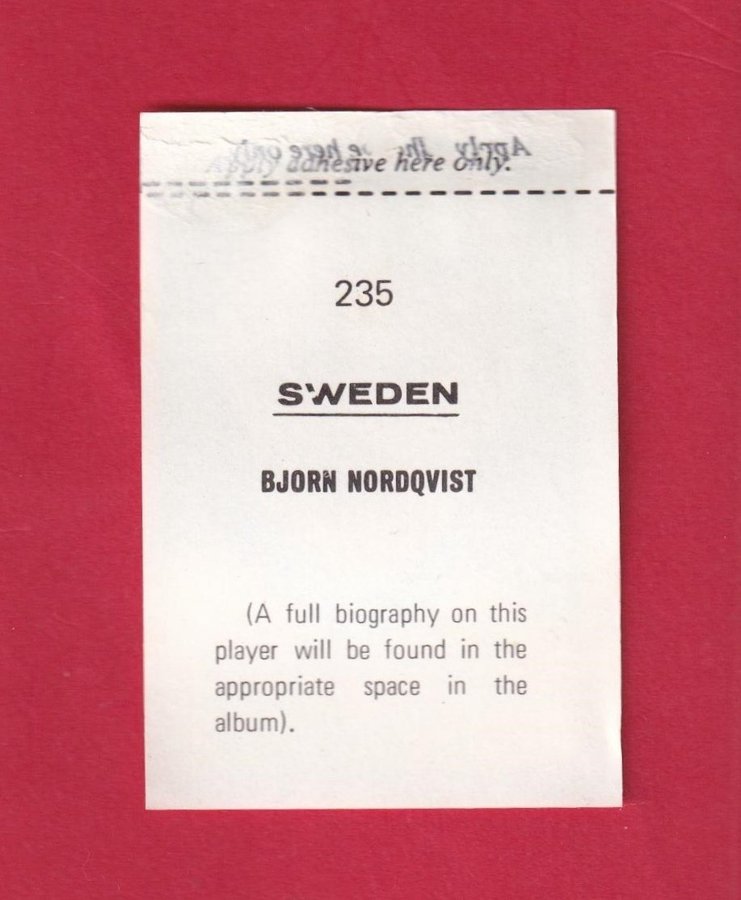 Apply adhesive here only.
235
SWEDEN
BJORN NORDQVIST
(A full biography on this
player will be found in the
appropriate space in the
album).